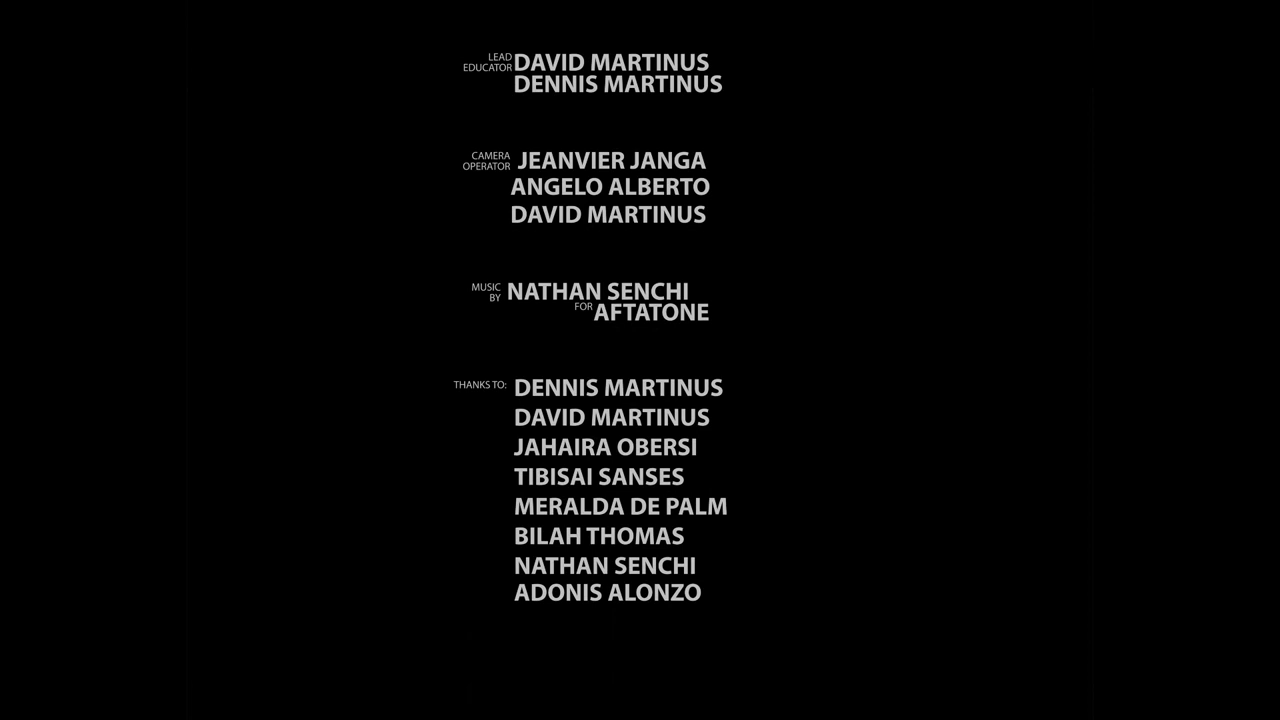 LEAD
EDUCATOR
DAVID MARTINUS
DENNIS MARTINUS
CAMERA
OPERATOR
JEANVIER JANGA
ANGELO ALBERTO
DAVID MARTINUS
MUSIC
BY
NATHAN SENCHI
FOR AFTATONE
THANKS TO: DENNIS MARTINUS
DAVID MARTINUS
JAHAIRA OBERSI
TIBISAI SANSES
MERALDA DE PALM
BILAH THOMAS
NATHAN SENCHI
ADONIS ALONZO